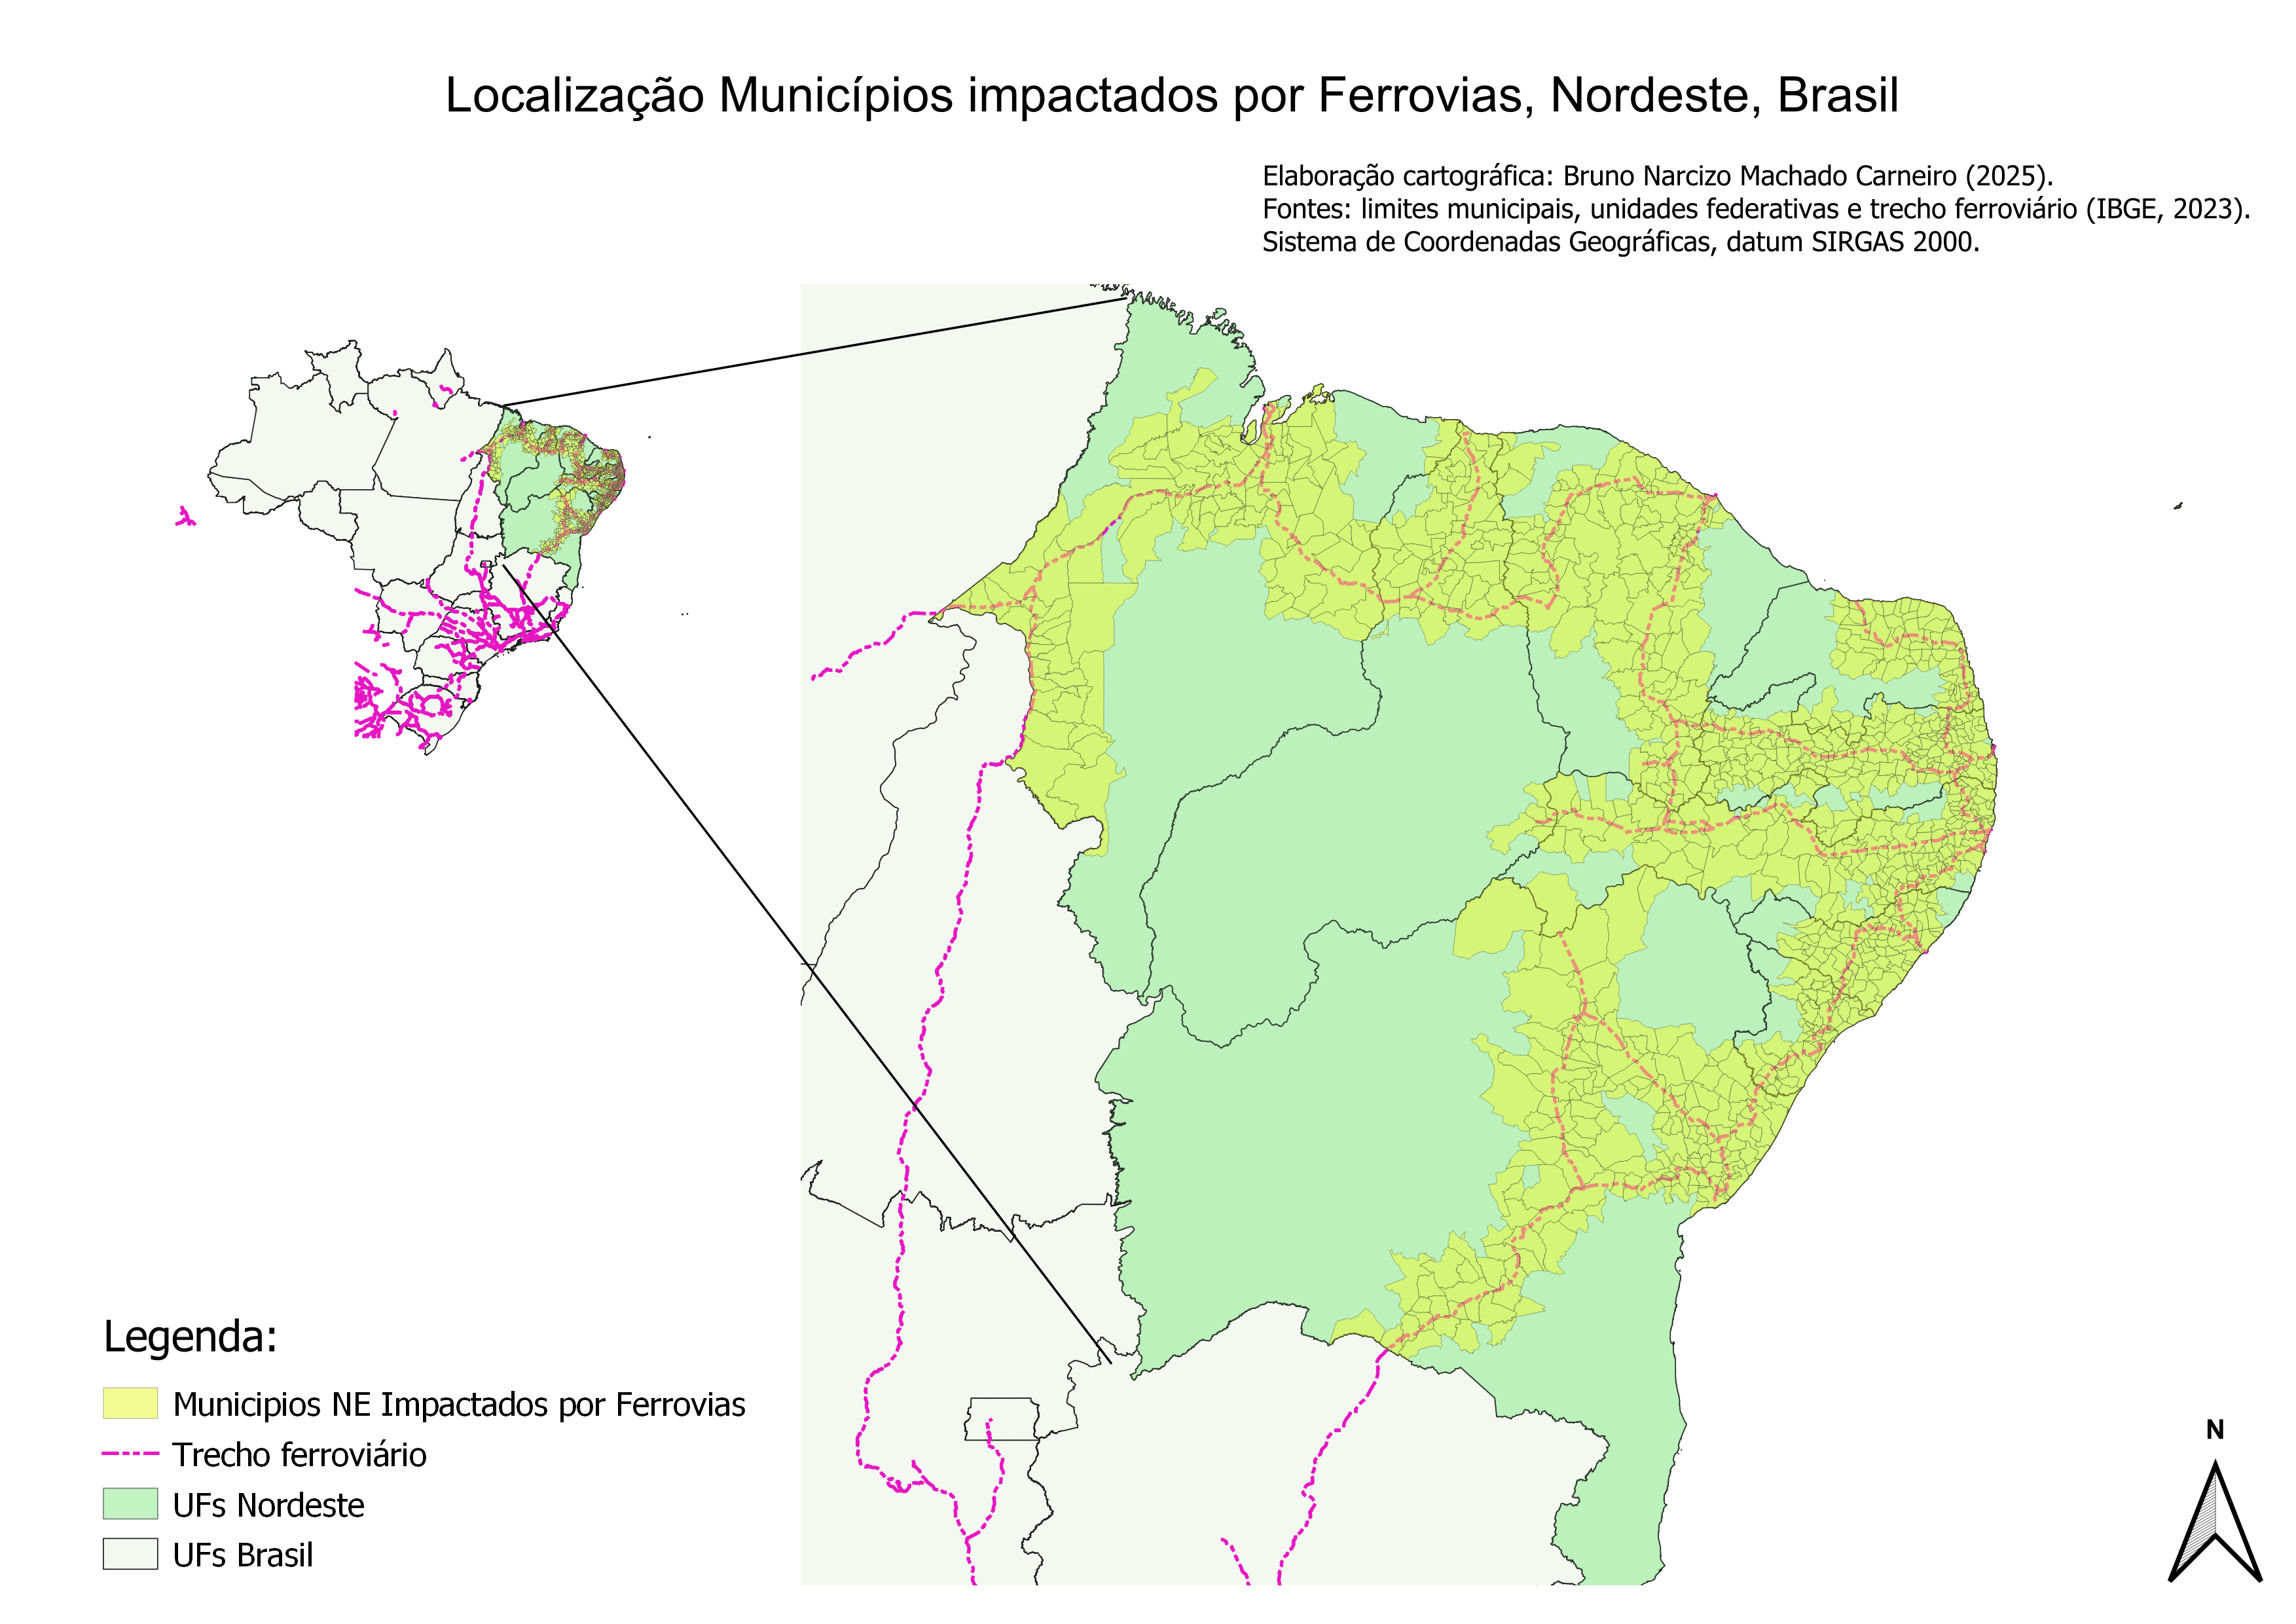 Localização Municípios impactados por Ferrovias, Nordeste, Brasil
Elaboração cartográfica: Bruno Narcizo Machado Carneiro (2025).
Fontes: limites municipais, unidades federativas e trecho ferroviário (IBGE, 2023).
Sistema de Coordenadas Geográficas, datum SIRGAS 2000.
Legenda:
Municipios NE Impactados por Ferrovias
Trecho ferroviário
UFs Nordeste
UFs Brasil
N